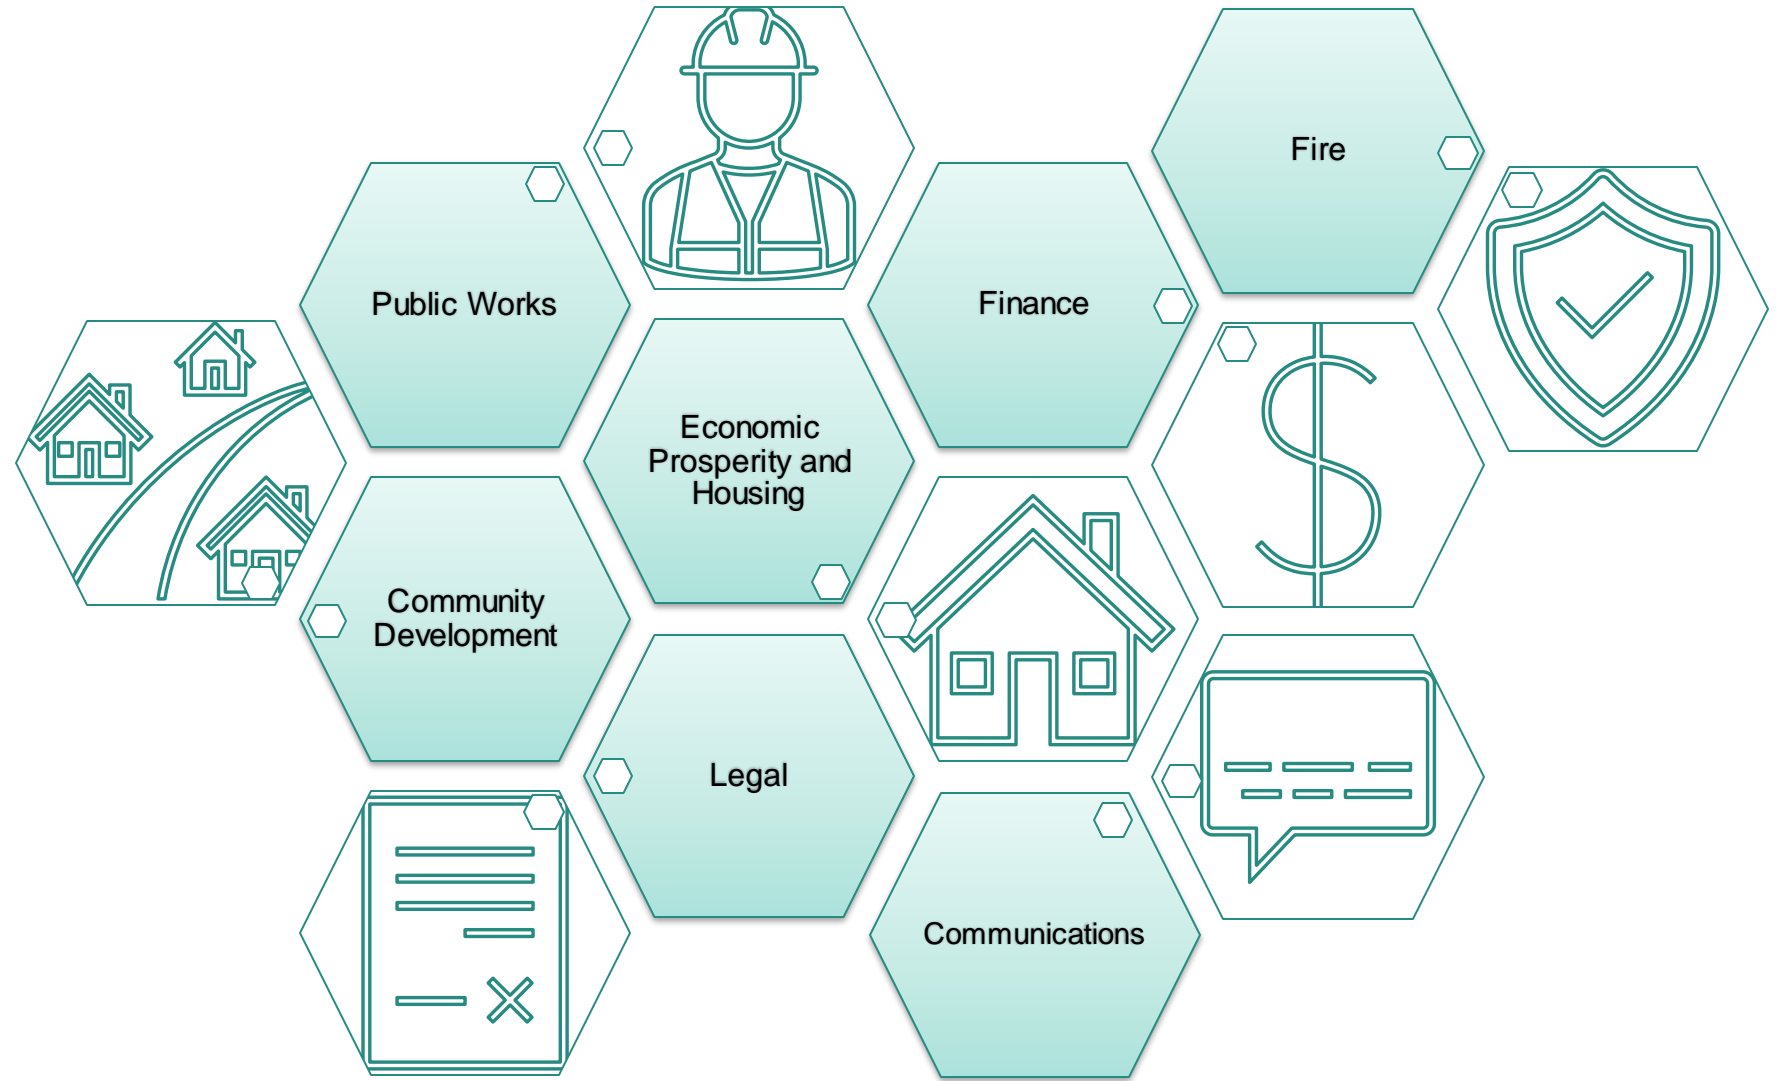 Fire
Public Works
Finance
Economic
Prosperity and
Housing
Community
Development
Legal
Communications